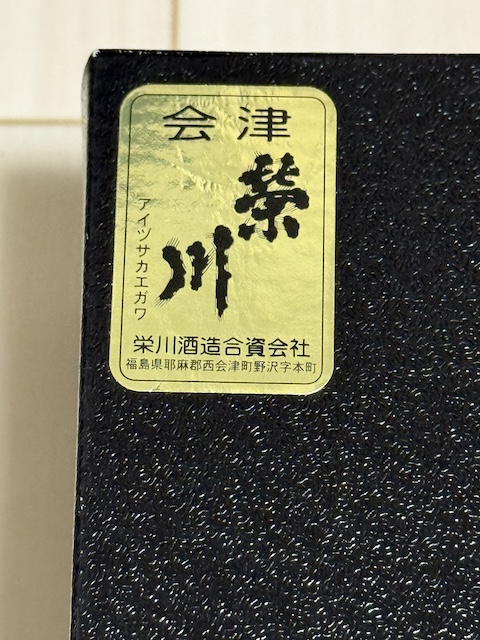 会津
榮川
アイヅサカエガワ
栄川酒造合資会社
福島県耶麻郡西会津町野沢字本町